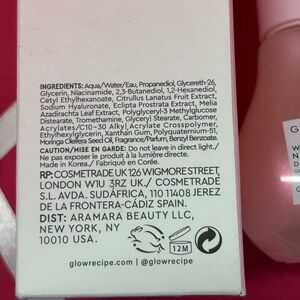 INGREDIENTS: Aqua/Water/Eau, Propanediol, Glycereth-26,
Glycerin, Niacinamide, 2,3-Butanediol, 1,2-Hexanediol,
Cetyl Ethylhexanoate, Citrullus Lanatus Fruit Extract,
Sodium Hyaluronate, Eclipta Prostrata Extract, Melia
Azadirachta Leaf Extract, Polyglyceryl-3 Methylglucose
Distearate, Tromethamine, Glyceryl Stearate, Carbomer,
Acrylates/C10-30 Alkyl Acrylate Crosspolymer,
Ethylhexylglycerin, Xanthan Gum, Polyquaternium-51,
Moringa Oleifera Seed Oil, Fragrance/Parfum, Benzyl Benzoate.
CAUTION/MISE EN GARDE: Do not leave in direct light./
Ne pas exposer le produit à la lumière directe.
Made in Korea./ Fabriqué en Corée.
RP: COSMETRADE UK 126 WIGMORE STREET,
LONDON W1U 3RZ UK./ COSMETRADE
S.L. AVDA. SUDÁFRICA, 110 11408 JEREZ
DE LA FRONTERA-CÁDIZ SPAIN.
DIST: ARAMARA BEAUTY LLC,
NEW YORK, NY
10010 USA.
12M
glowrecipe.com | @glowrecipe